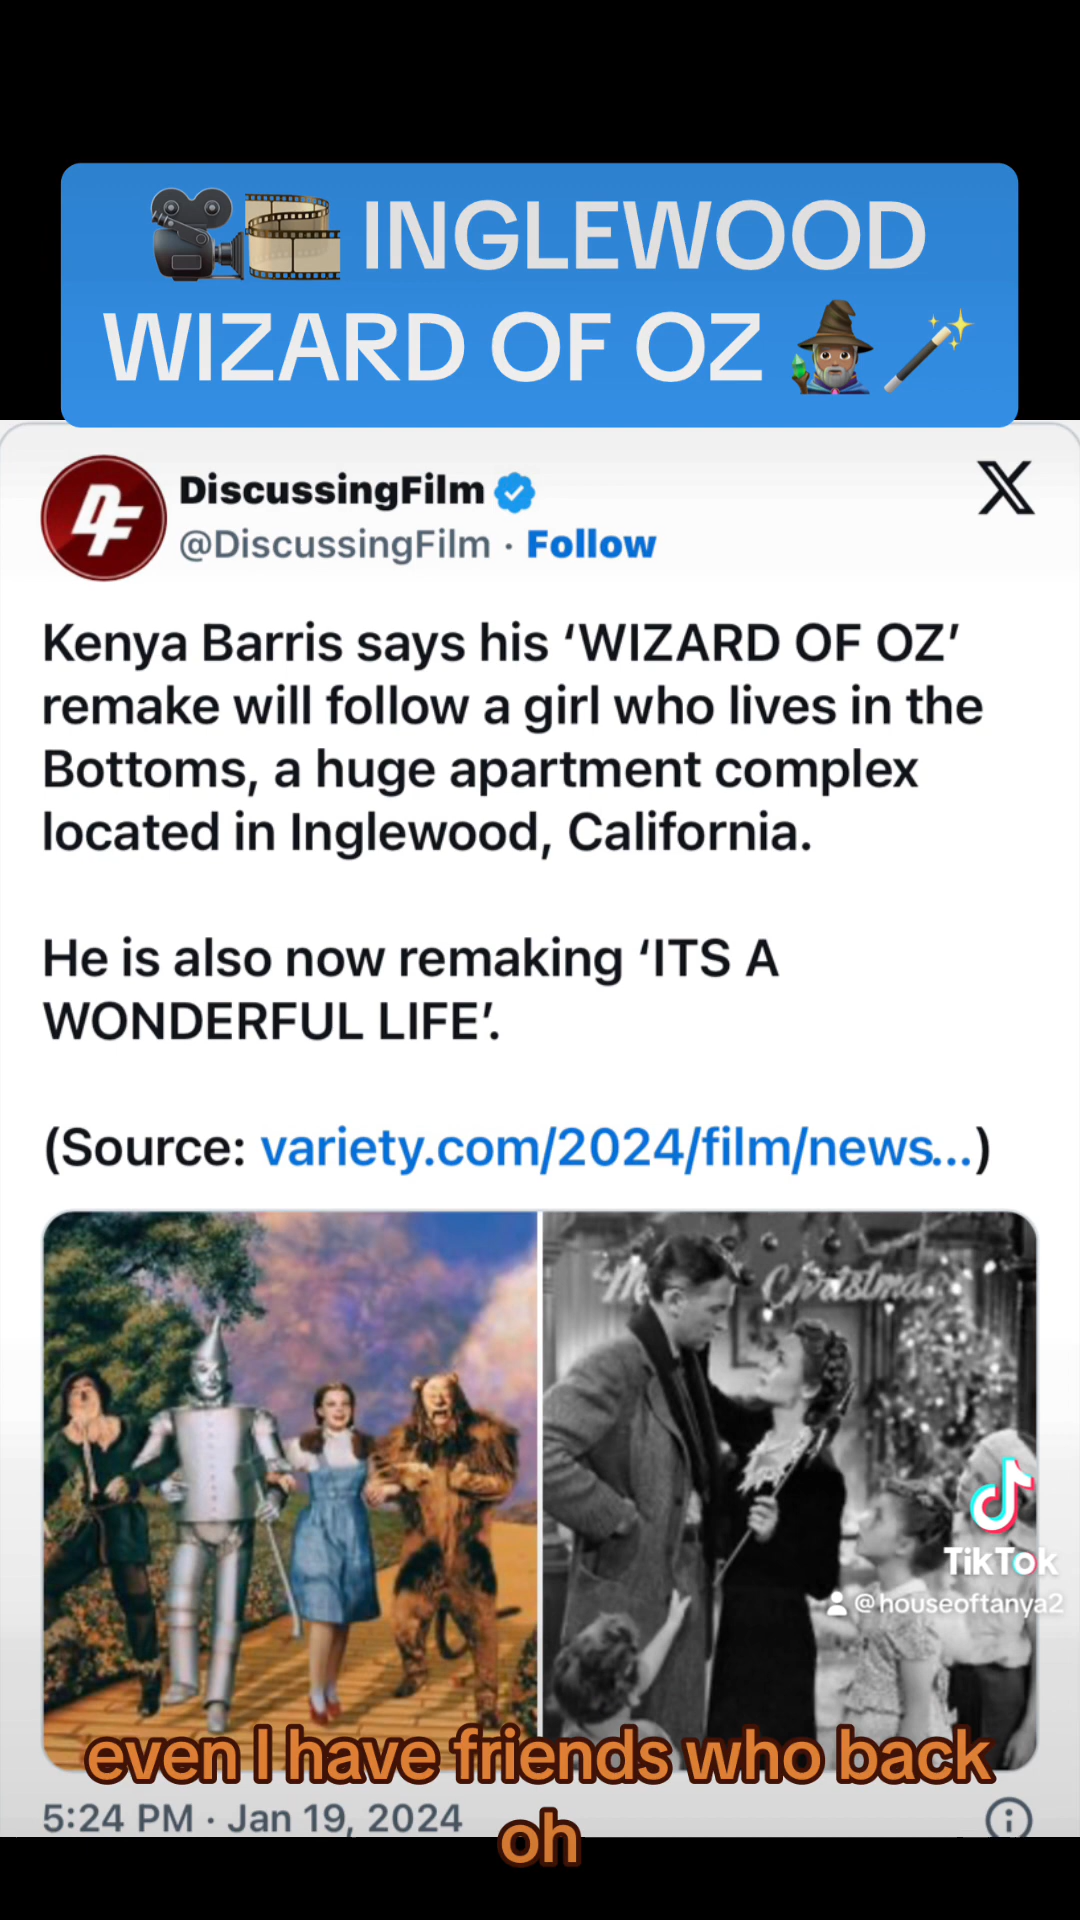 INGLEWOOD
WIZARD OF OZ
DF
DiscussingFilm
X
@DiscussingFilm · Follow
Kenya Barris says his ‘WIZARD OF OZ’
remake will follow a girl who lives in the
Bottoms, a huge apartment complex
located in Inglewood, California.
He is also now remaking ‘ITS A
WONDERFUL LIFE’.
(Source: variety.com/2024/film/news...)
Christmas
TikTok
@houseoftanya2
even I have friends who back
oh
5:24 PM · Jan 19, 2024